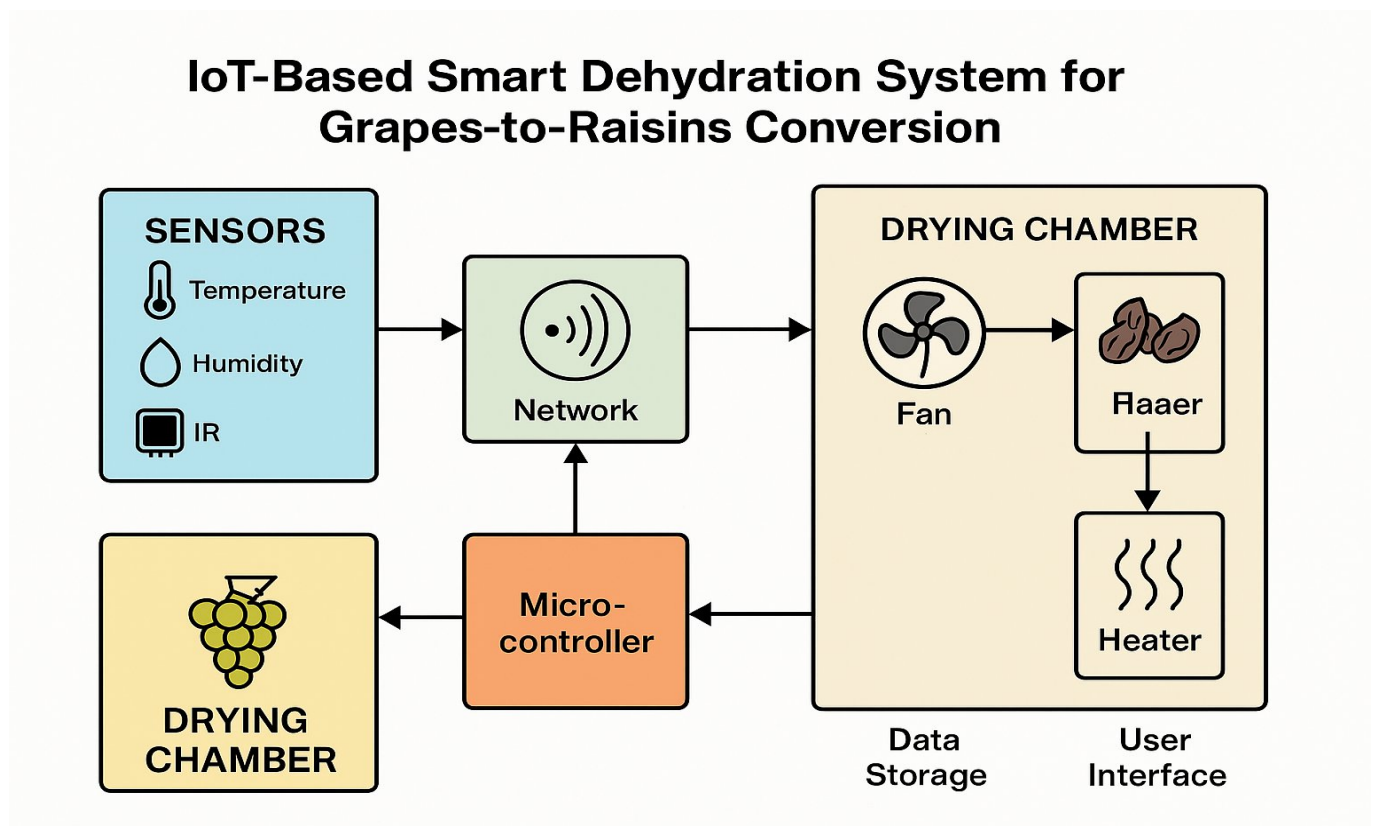 IoT-Based Smart Dehydration System for
Grapes-to-Raisins Conversion
SENSORS
Temperature
Humidity
IR
Network
DRYING CHAMBER
Fan
Haaer
Heater
DRYING
CHAMBER
Micro-
controller
Data
Storage
User
Interface